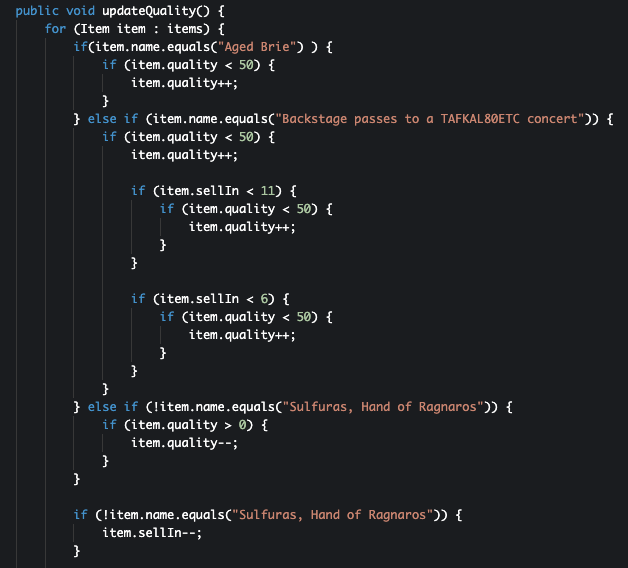 public void updateQuality() {
for (Item item : items) {
if(item.name.equals("Aged Brie") ) {
if (item.quality < 50) {
item.quality++;
}
} else if (item.name.equals("Backstage passes to a TAFKAL80ETC concert")) {
if (item.quality < 50) {
item.quality++;
if (item.sellIn < 11) {
if (item.quality < 50) {
item.quality++;
}
}
if (item.sellIn < 6) {
if (item.quality < 50) {
item.quality++;
}
}
}
} else if (!item.name.equals("Sulfuras, Hand of Ragnaros")) {
if (item.quality > 0) {
item.quality--;
}
}
if (!item.name.equals("Sulfuras, Hand of Ragnaros")) {
item.sellIn--;
}